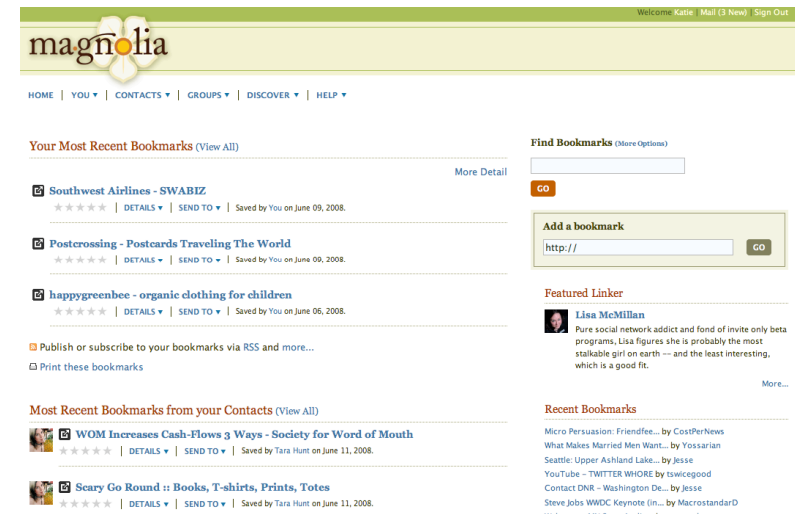 Welcome Katie | Mail (3 New) | Sign Out
magnolia
HOME | YOU ▾ | CONTACTS ▾ | GROUPS ▾ | DISCOVER ▾ | HELP ▾
Your Most Recent Bookmarks (View All)
More Detail
Southwest Airlines - SWABIZ
DETAILS ▾ | SEND TO ▾ | Saved by You on June 09, 2008.
Postcrossing - Postcards Traveling The World
DETAILS ▾ | SEND TO ▾ | Saved by You on June 09, 2008.
happygreenbee - organic clothing for children
DETAILS ▾ | SEND TO ▾ | Saved by You on June 06, 2008.
Publish or subscribe to your bookmarks via RSS and more...
Print these bookmarks
Most Recent Bookmarks from your Contacts (View All)
WOM Increases Cash-Flows 3 Ways - Society for Word of Mouth
DETAILS ▾ | SEND TO ▾ | Saved by Tara Hunt on June 11, 2008.
Scary Go Round :: Books, T-shirts, Prints, Totes
DETAILS ▾ | SEND TO ▾ | Saved by Tara Hunt on June 11, 2008.
Find Bookmarks (More Options)
GO
Add a bookmark
http:// GO
Featured Linker
Lisa McMillan
Pure social network addict and fond of invite only beta
programs, Lisa figures she is probably the most
stalkable girl on earth -- and the least interesting,
which is a good fit.
More...
Recent Bookmarks
Micro Persuasion: Friendfee... by CostPerNews
What Makes Married Men Want... by Yossarian
Seattle: Upper Ashland Lake... by Jesse
YouTube - TWITTER WHORE by tswicegood
Contact DNR - Washington De... by Jesse
Steve Jobs WWDC Keynote (in... by MacrostandarD